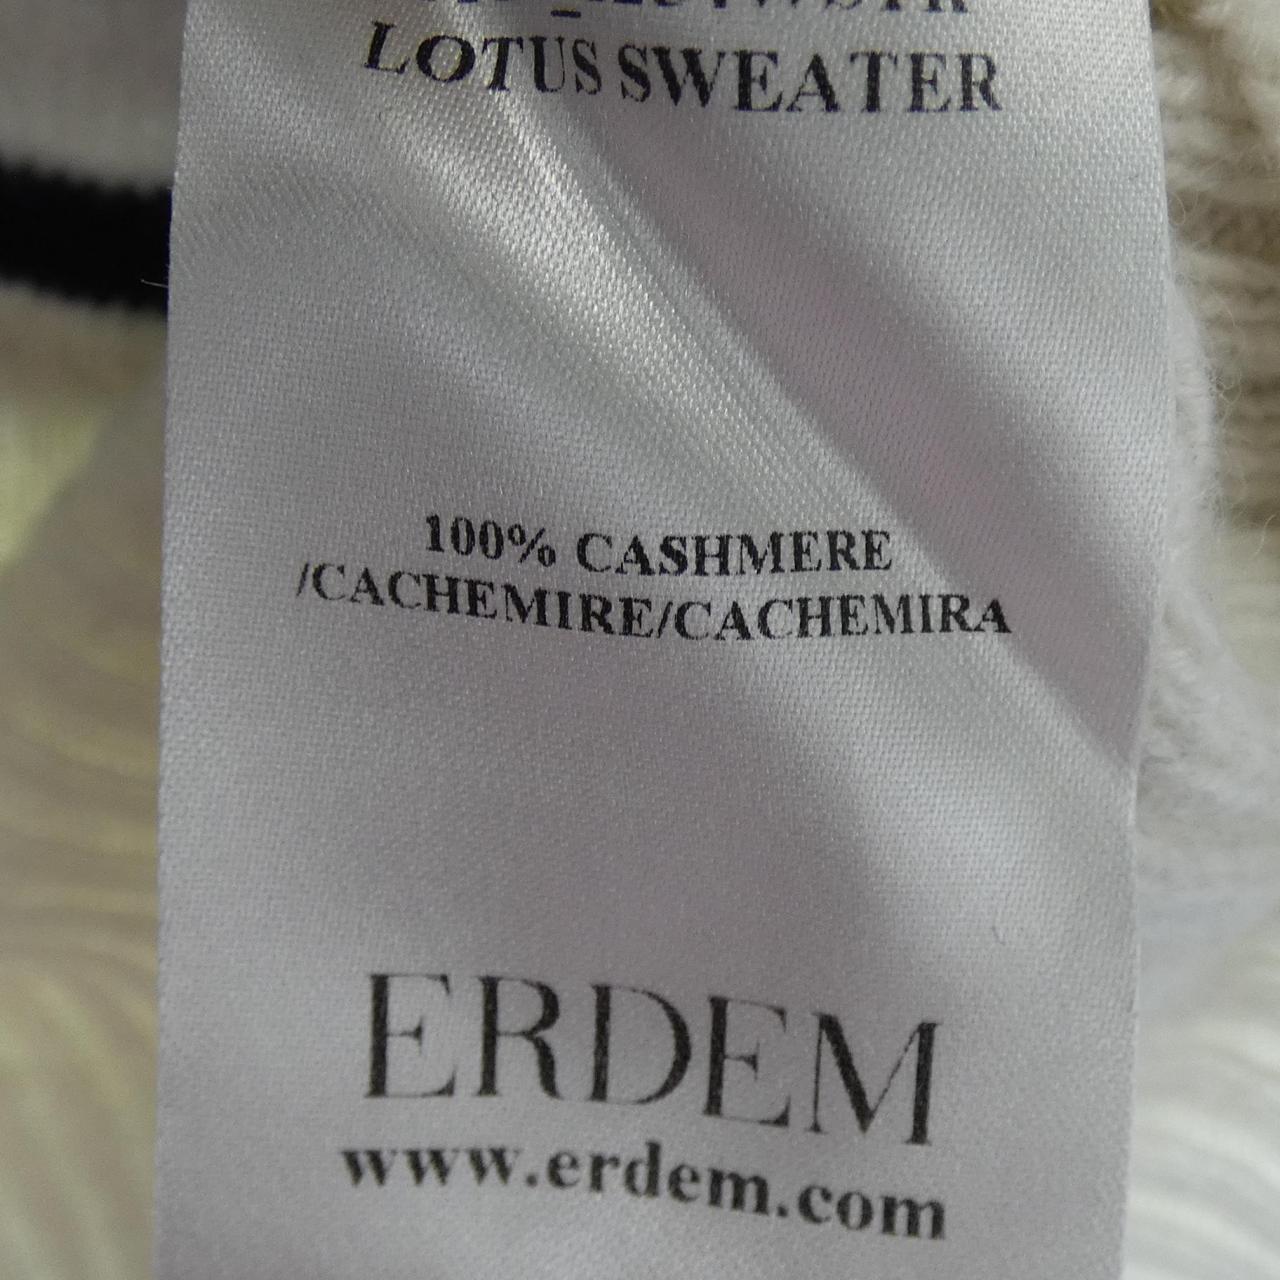 LOTUS SWEATER
100% CASHMERE
/CACHEMIRE/CACHEMIRA
ERDEM
www.erdem.com